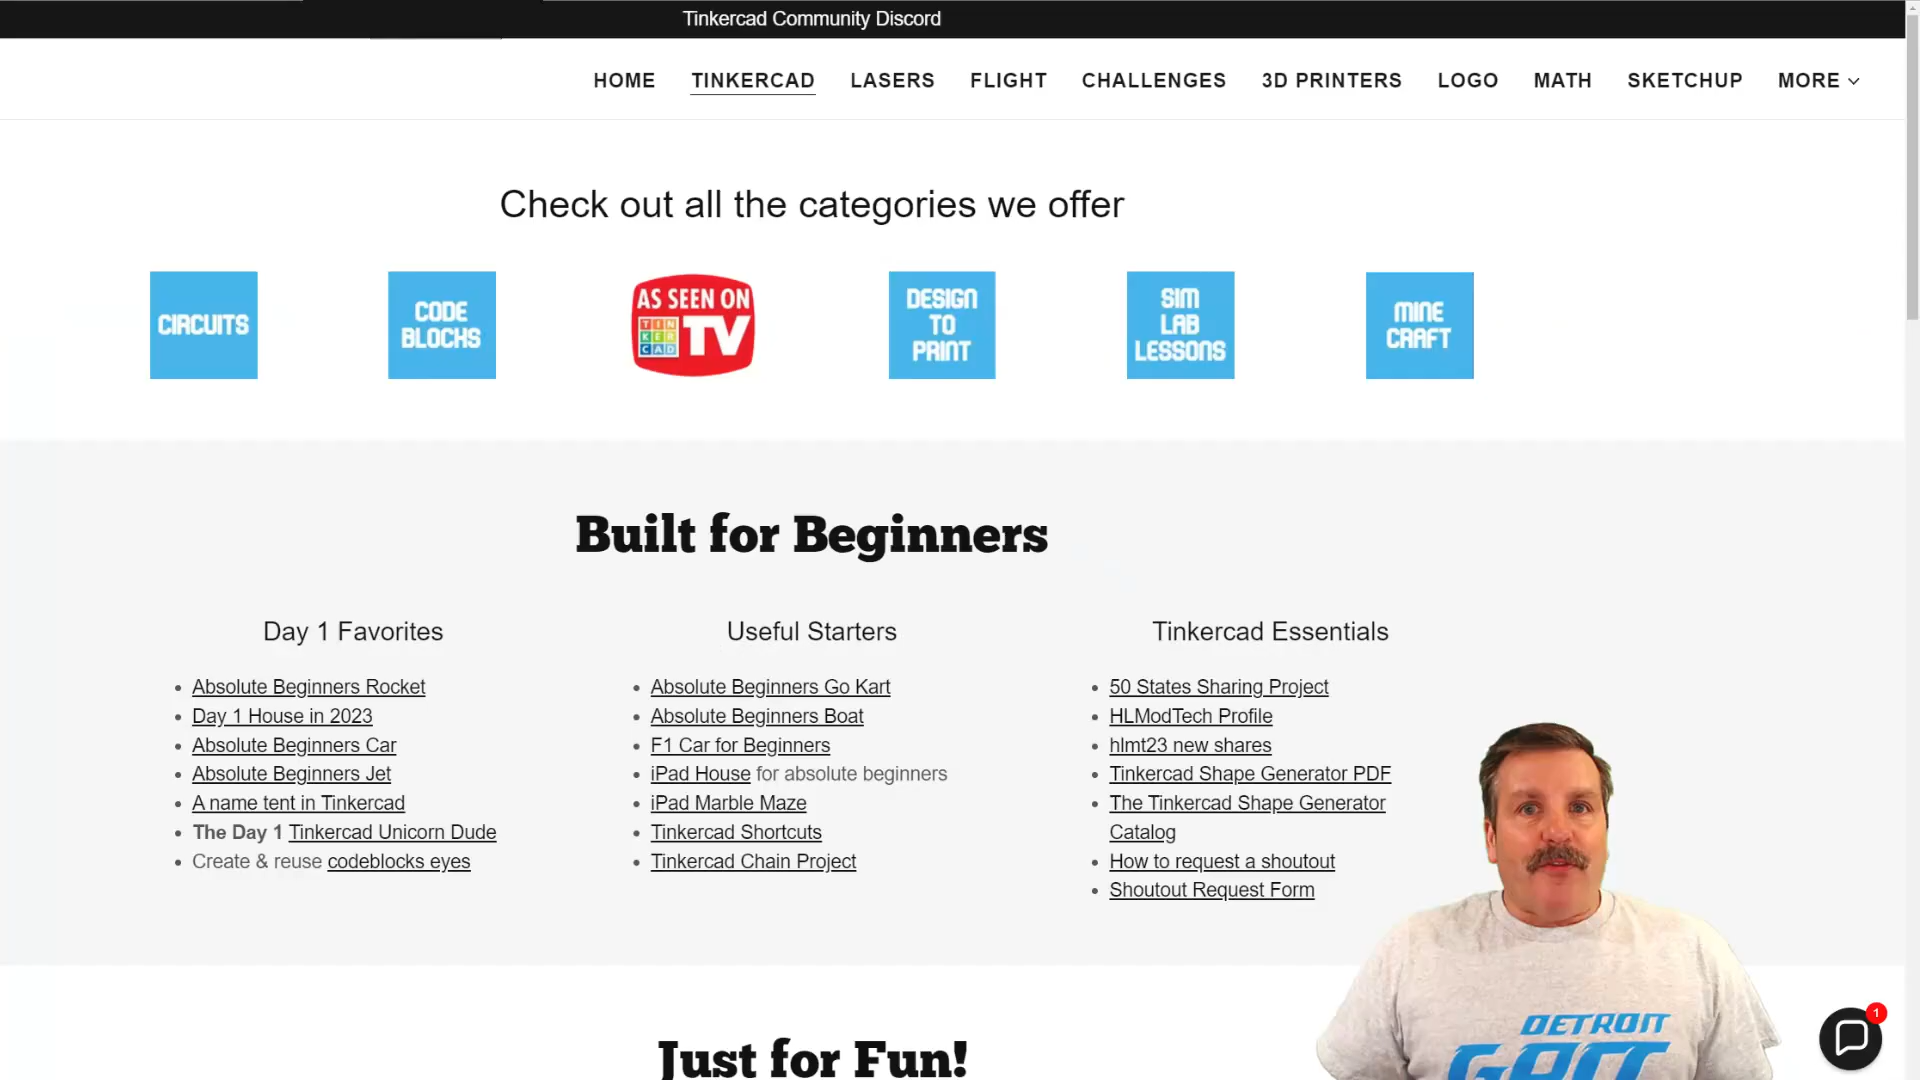 Tinkercad Community Discord
HOME TINKERCAD LASERS FLIGHT CHALLENGES 3D PRINTERS LOGO MATH SKETCHUP MORE
Check out all the categories we offer
CIRCUITS
CODE
BLOCKS
AS SEEN ON
TIN
KER
CAD
TV
DESIGN
TO
PRINT
SIM
LAB
LESSONS
MINE
CRAFT
Built for Beginners
Day 1 Favorites
Absolute Beginners Rocket
Day 1 House in 2023
Absolute Beginners Car
Absolute Beginners Jet
A name tent in Tinkercad
The Day 1 Tinkercad Unicorn Dude
Create & reuse codeblocks eyes
Useful Starters
Absolute Beginners Go Kart
Absolute Beginners Boat
F1 Car for Beginners
iPad House for absolute beginners
iPad Marble Maze
Tinkercad Shortcuts
Tinkercad Chain Project
Tinkercad Essentials
50 States Sharing Project
HLModTech Profile
hlmt23 new shares
Tinkercad Shape Generator PDF
The Tinkercad Shape Generator
Catalog
How to request a shoutout
Shoutout Request Form
Just for Fun!
DETROIT
1